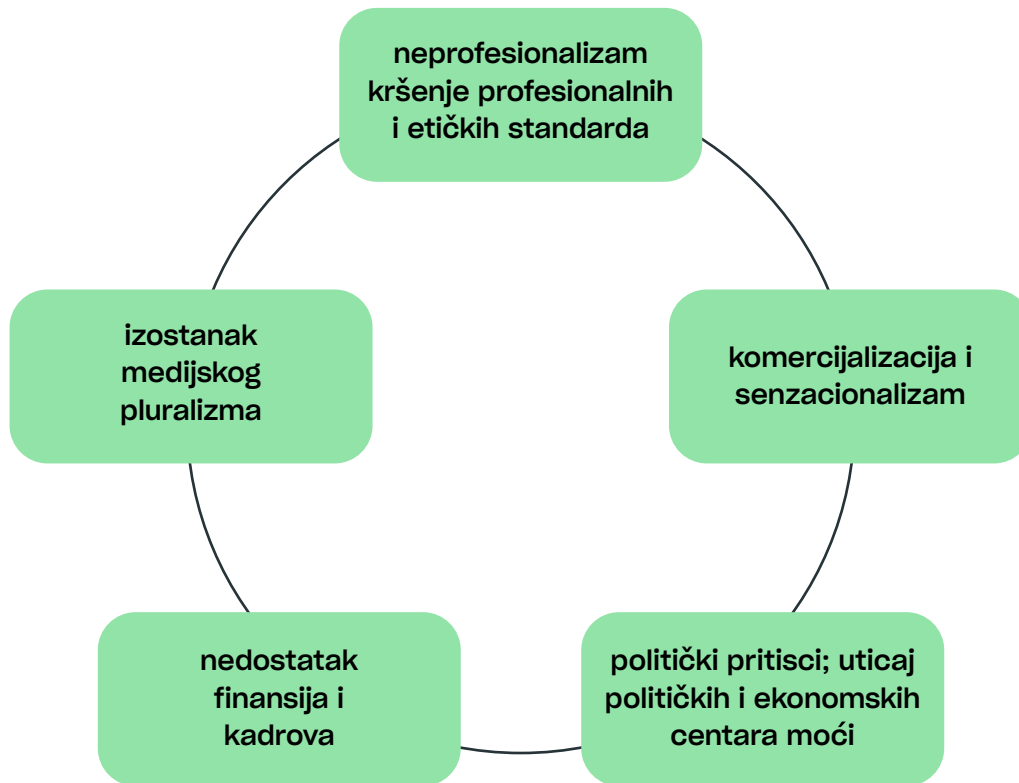 neprofesionalizam
kršenje profesionalnih
i etičkih standarda
izostanak
medijskog
pluralizma
komercijalizacija i
senzacionalizam
nedostatak
finansija i
kadrova
politički pritisci; uticaj
političkih i ekonomskih
centara moći